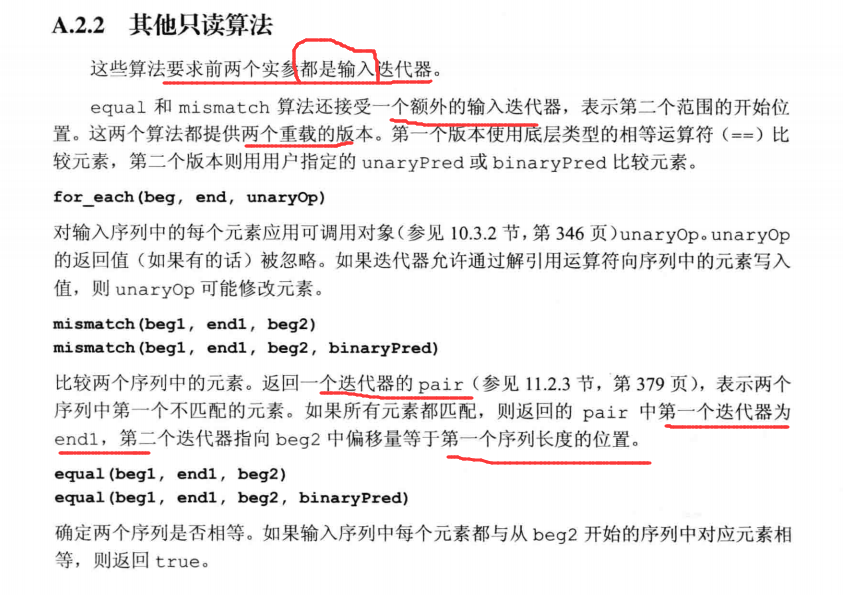 A.2.2 其他只读算法
这些算法要求前两个实参都是输入迭代器。
equal 和 mismatch 算法还接受一个额外的输入迭代器，表示第二个范围的开始位
置。这两个算法都提供两个重载的版本。第一个版本使用底层类型的相等运算符（==）比
较元素，第二个版本则用用户指定的 unaryPred 或 binaryPred 比较元素。
for_each(beg, end, unaryOp)
对输入序列中的每个元素应用可调用对象（参见 10.3.2 节，第 346 页）unaryOp。unaryOp
的返回值（如果有的话）被忽略。如果迭代器允许通过解引用运算符向序列中的元素写入
值，则 unaryOp 可能修改元素。
mismatch(beg1, end1, beg2)
mismatch(beg1, end1, beg2, binaryPred)
比较两个序列中的元素。返回一个迭代器的 pair（参见 11.2.3 节，第 379 页），表示两个
序列中第一个不匹配的元素。如果所有元素都匹配，则返回的 pair 中第一个迭代器为
end1，第二个迭代器指向 beg2 中偏移量等于第一个序列长度的位置。
equal(beg1, end1, beg2)
equal(beg1, end1, beg2, binaryPred)
确定两个序列是否相等。如果输入序列中每个元素都与从 beg2 开始的序列中对应元素相
等，则返回 true。